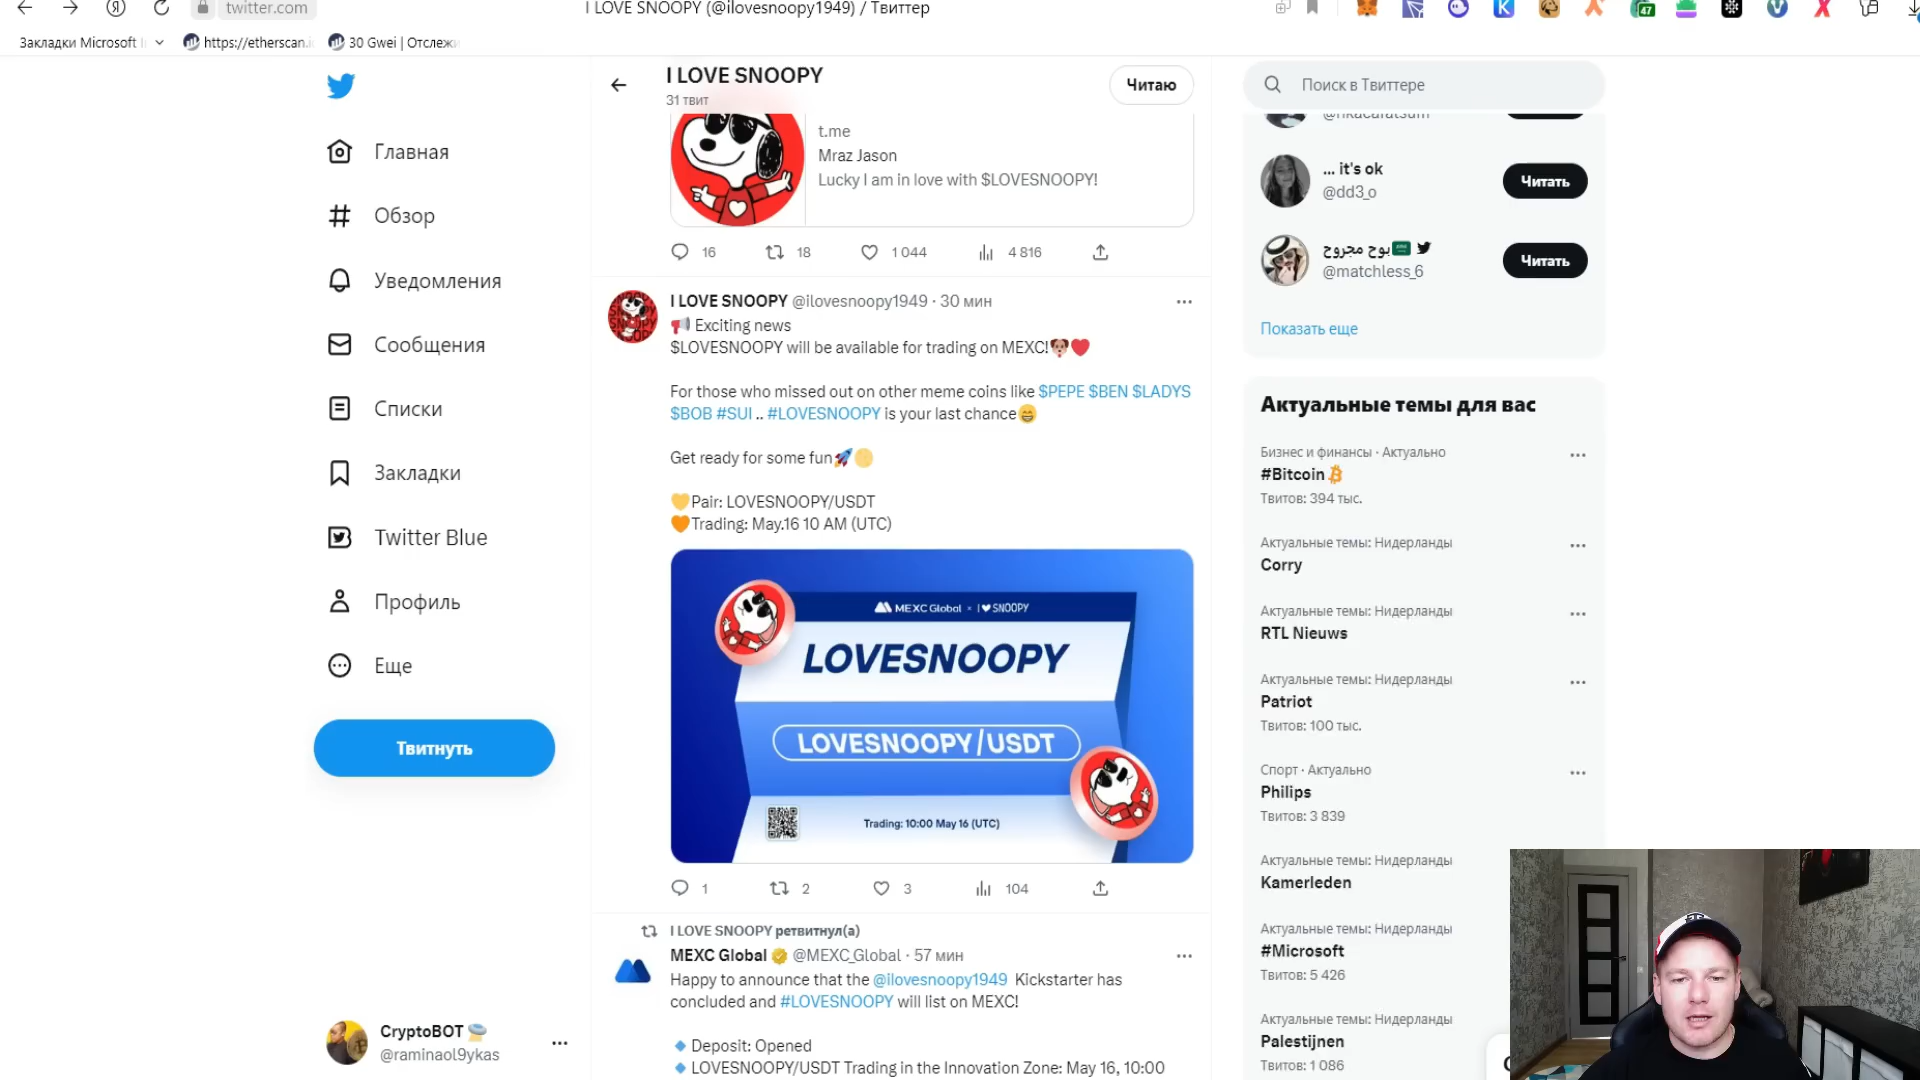 twitter.com
I LOVE SNOOPY (@ilovesnoopy1949) / Твиттер
47
Закладки Microsoft
https://etherscan.i
30 Gwei | Отслежи
Главная
Обзор
Уведомления
Сообщения
Списки
Закладки
Twitter Blue
Профиль
Еще
Твитнуть
CryptoBOT
@raminaol9ykas
I LOVE SNOOPY
31 твит
Читаю
t.me
Mraz Jason
Lucky I am in love with $LOVESNOOPY!
16 18 1 044 4 816
I LOVE SNOOPY @ilovesnoopy1949 · 30 мин
Exciting news
$LOVESNOOPY will be available for trading on MEXC!
For those who missed out on other meme coins like $PEPE $BEN $LADYS
$BOB #SUI .. #LOVESNOOPY is your last chance
Get ready for some fun
Pair: LOVESNOOPY/USDT
Trading: May.16 10 AM (UTC)
MEXC Global × I SNOOPY
LOVESNOOPY
LOVESNOOPY/USDT
Trading: 10:00 May 16 (UTC)
1 2 3 104
I LOVE SNOOPY ретвитнул(а)
MEXC Global @MEXC_Global · 57 мин
Happy to announce that the @ilovesnoopy1949 Kickstarter has
concluded and #LOVESNOOPY will list on MEXC!
Deposit: Opened
LOVESNOOPY/USDT Trading in the Innovation Zone: May 16, 10:00
Поиск в Твиттере
... it's ok
@dd3_o
Читать
بوح مجروح
@matchless_6
Читать
Показать еще
Актуальные темы для вас
Бизнес и финансы · Актуально
#Bitcoin
Твитов: 394 тыс.
Актуальные темы: Нидерланды
Corry
Актуальные темы: Нидерланды
RTL Nieuws
Актуальные темы: Нидерланды
Patriot
Твитов: 100 тыс.
Спорт · Актуально
Philips
Твитов: 3 839
Актуальные темы: Нидерланды
Kamerleden
Актуальные темы: Нидерланды
#Microsoft
Твитов: 5 426
Актуальные темы: Нидерланды
Palestijnen
Твитов: 1 086